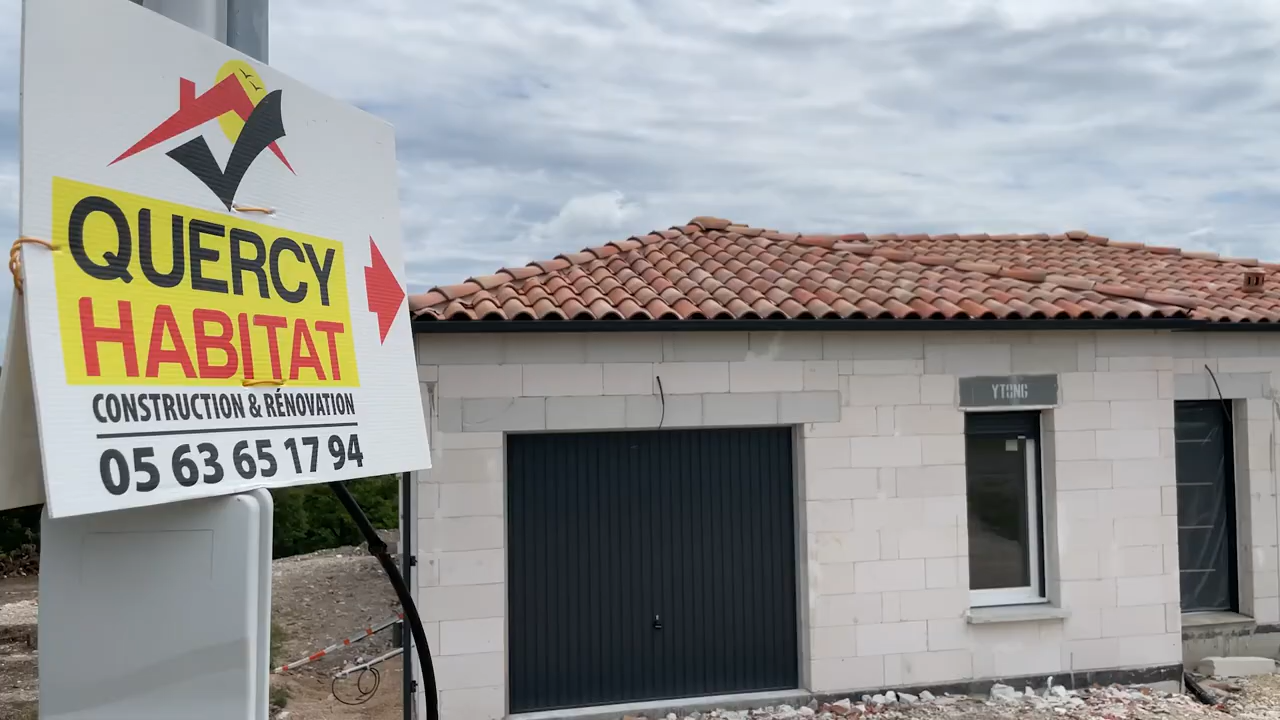 QUERCY
HABITAT
CONSTRUCTION & RÉNOVATION
05 63 65 17 94
YTONG